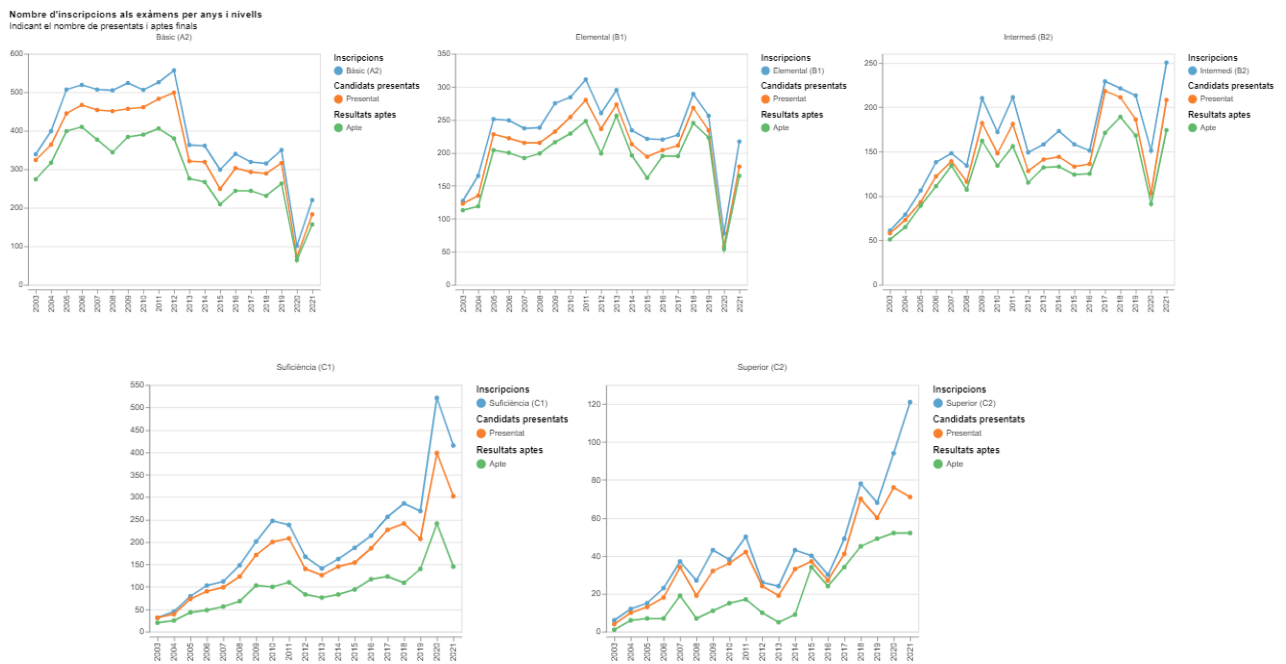 Nombre d'inscripcions als exàmens per anys i nivells
Indicant el nombre de presentats i aptes finals
Bàsic (A2)
600
500
400
300
200
100
0
2003 2004 2005 2006 2007 2008 2009 2010 2011 2012 2013 2014 2015 2016 2017 2018 2019 2020 2021
Inscripcions
Bàsic (A2)
Candidats presentats
Presentat
Resultats aptes
Apte
Elemental (B1)
350
300
250
200
150
100
50
0
2003 2004 2005 2006 2007 2008 2009 2010 2011 2012 2013 2014 2015 2016 2017 2018 2019 2020 2021
Inscripcions
Elemental (B1)
Candidats presentats
Presentat
Resultats aptes
Apte
Intermedi (B2)
250
200
150
100
50
0
2003 2004 2005 2006 2007 2008 2009 2010 2011 2012 2013 2014 2015 2016 2017 2018 2019 2020 2021
Inscripcions
Intermedi (B2)
Candidats presentats
Presentat
Resultats aptes
Apte
Suficiència (C1)
550
500
450
400
350
300
250
200
150
100
50
0
2003 2004 2005 2006 2007 2008 2009 2010 2011 2012 2013 2014 2015 2016 2017 2018 2019 2020 2021
Inscripcions
Suficiència (C1)
Candidats presentats
Presentat
Resultats aptes
Apte
Superior (C2)
120
100
80
60
40
20
0
2003 2004 2005 2006 2007 2008 2009 2010 2011 2012 2013 2014 2015 2016 2017 2018 2019 2020 2021
Inscripcions
Superior (C2)
Candidats presentats
Presentat
Resultats aptes
Apte